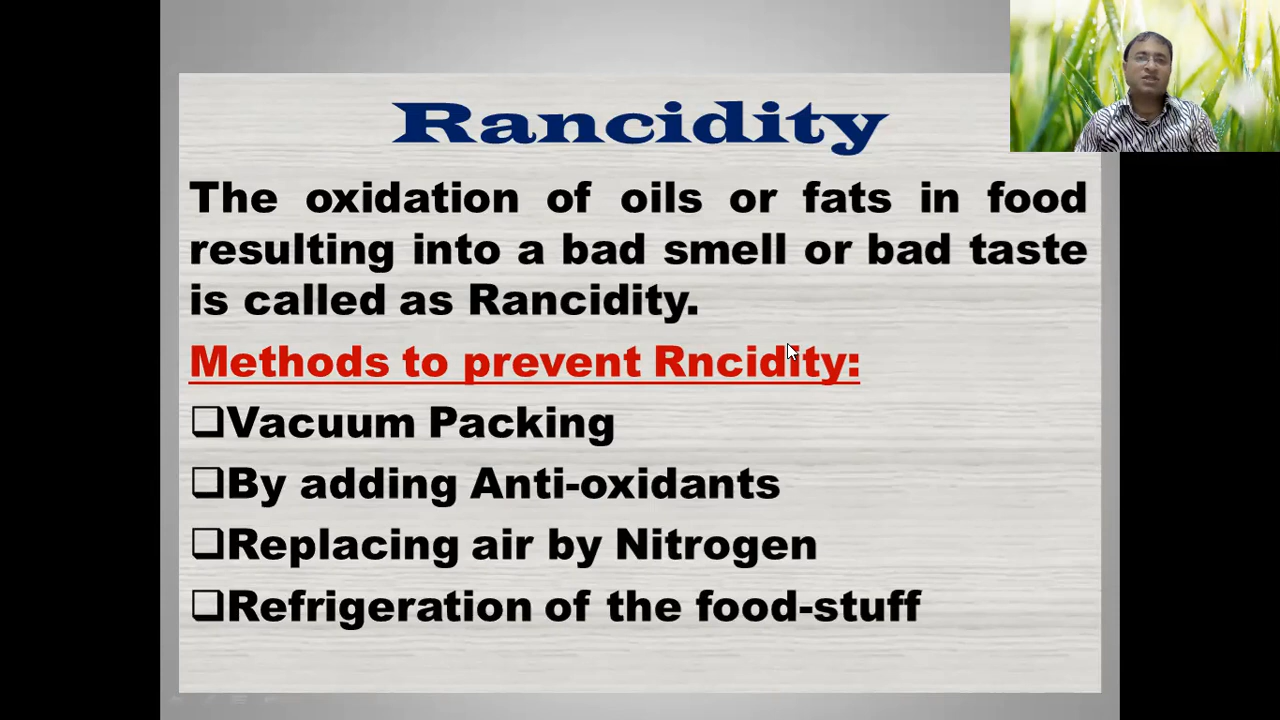 Rancidity
The oxidation of oils or fats in food
resulting into a bad smell or bad taste
is called as Rancidity.
Methods to prevent Rncidity:
❑Vacuum Packing
❑By adding Anti-oxidants
❑Replacing air by Nitrogen
❑Refrigeration of the food-stuff